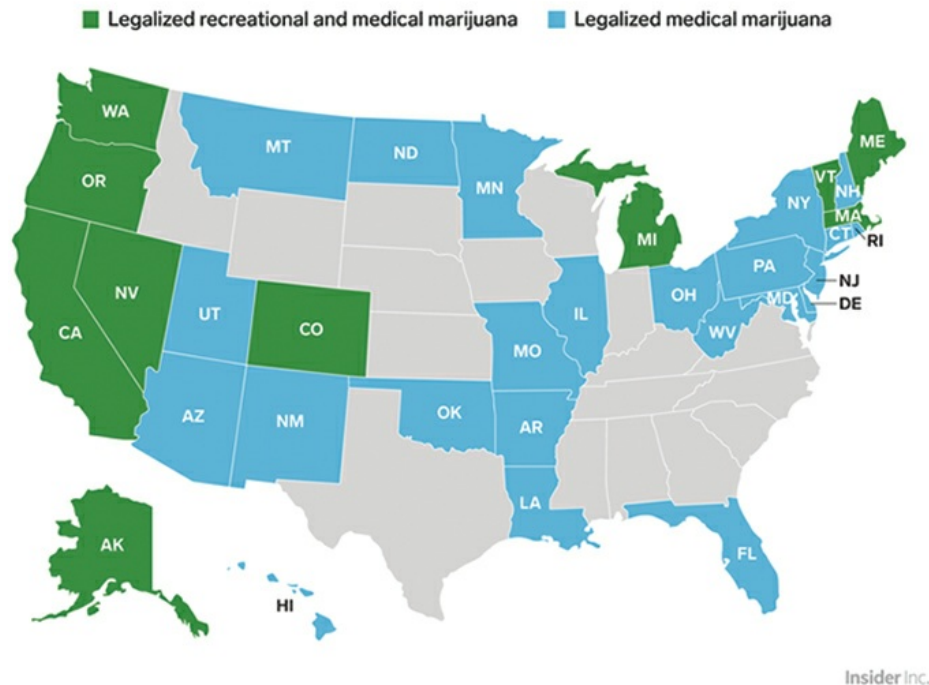 Legalized recreational and medical marijuana
Legalized medical marijuana
WA
MT
ND
MN
OR
ME
VT
NH
NY
MA
CT
RI
MI
PA
NJ
NV
UT
CO
CA
IL
OH
MD
DE
WV
MO
AZ
NM
OK
AR
LA
AK
HI
FL
Insider Inc.